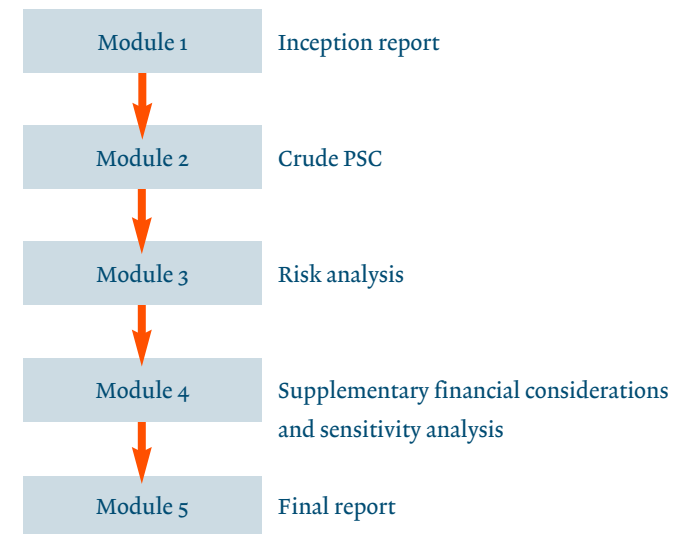 Module 1 Inception report
Module 2 Crude PSC
Module 3 Risk analysis
Module 4 Supplementary financial considerations
and sensitivity analysis
Module 5 Final report